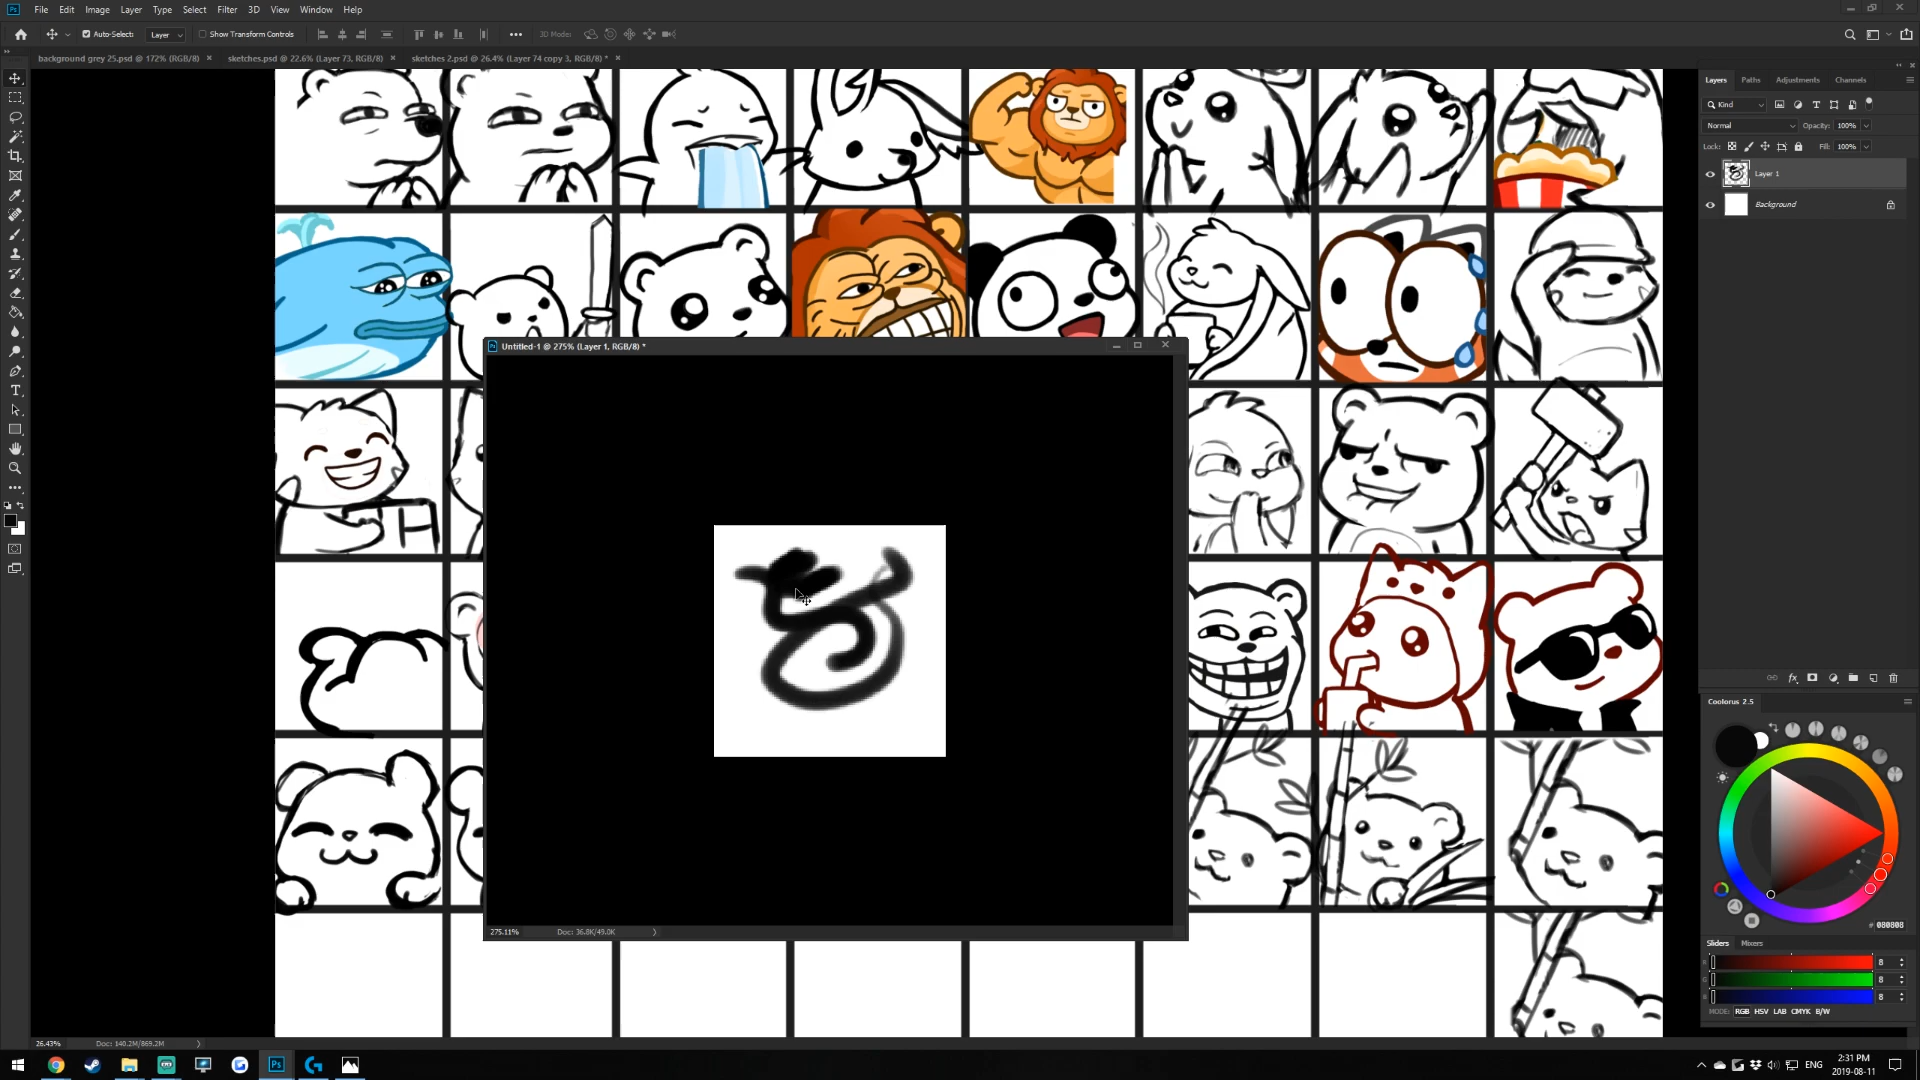 File Edit Image Layer Type Select Filter 3D View Window Help
Auto-Select: Layer Show Transform Controls 3D Mode:
background grey 25.psd @ 172% (RGB/8) × sketches.psd @ 22.6% (Layer 73, RGB/8) × sketches 2.psd @ 26.4% (Layer 74 copy 3, RGB/8) * ×
Layers Paths Adjustments Channels
Kind
Normal Opacity: 100%
Lock: Fill: 100%
Layer 1
Background
Untitled-1 @ 275% (Layer 1, RGB/8) *
275.11% Doc: 36.8K/49.0K
Coolorus 2.5
# 080808
Sliders Mixers
8
8
8
MODE: RGB HSV LAB CMYK B/W
26.43% Doc: 140.2M/869.2M
ENG
2:31 PM
2019-08-11